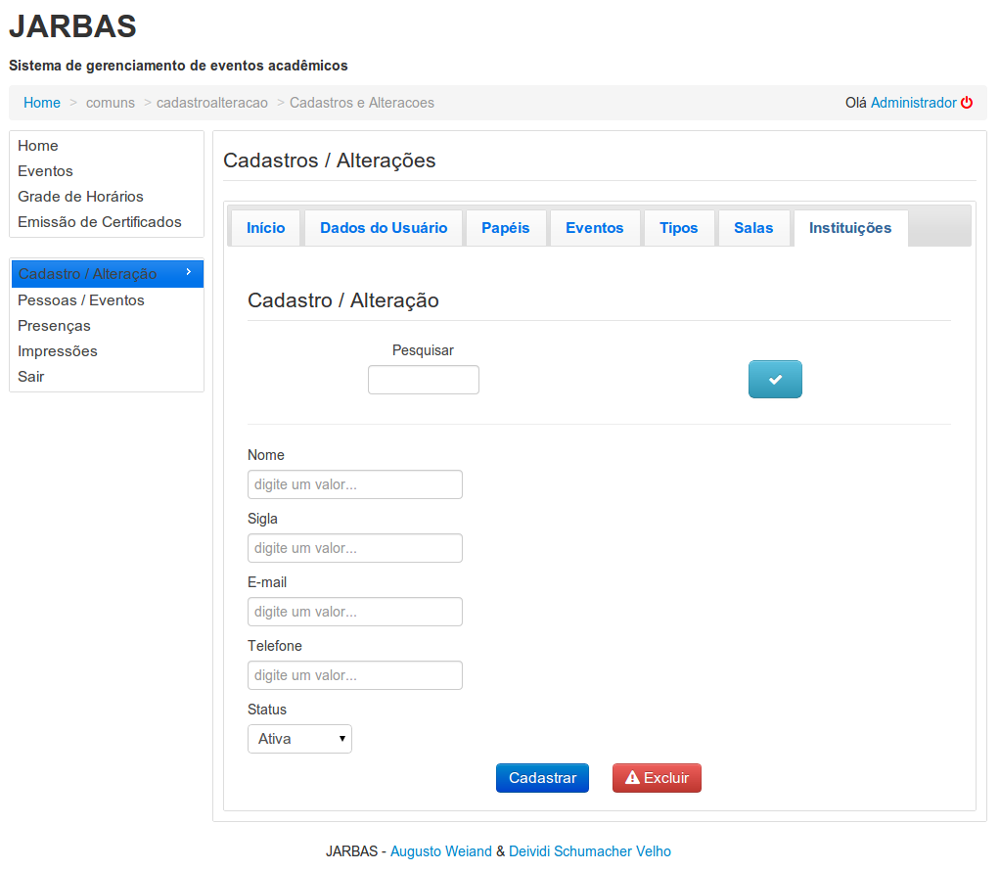 JARBAS
Sistema de gerenciamento de eventos acadêmicos
Home > comuns > cadastroalteracao > Cadastros e Alteracoes
Olá Administrador
Home
Eventos
Grade de Horários
Emissão de Certificados
Cadastro / Alteração
Pessoas / Eventos
Presenças
Impressões
Sair
Cadastros / Alterações
Início Dados do Usuário Papéis Eventos Tipos Salas Instituições
Cadastro / Alteração
Pesquisar
Nome
digite um valor...
Sigla
digite um valor...
E-mail
digite um valor...
Telefone
digite um valor...
Status
Ativa
Cadastrar Excluir
JARBAS - Augusto Weiand & Deividi Schumacher Velho